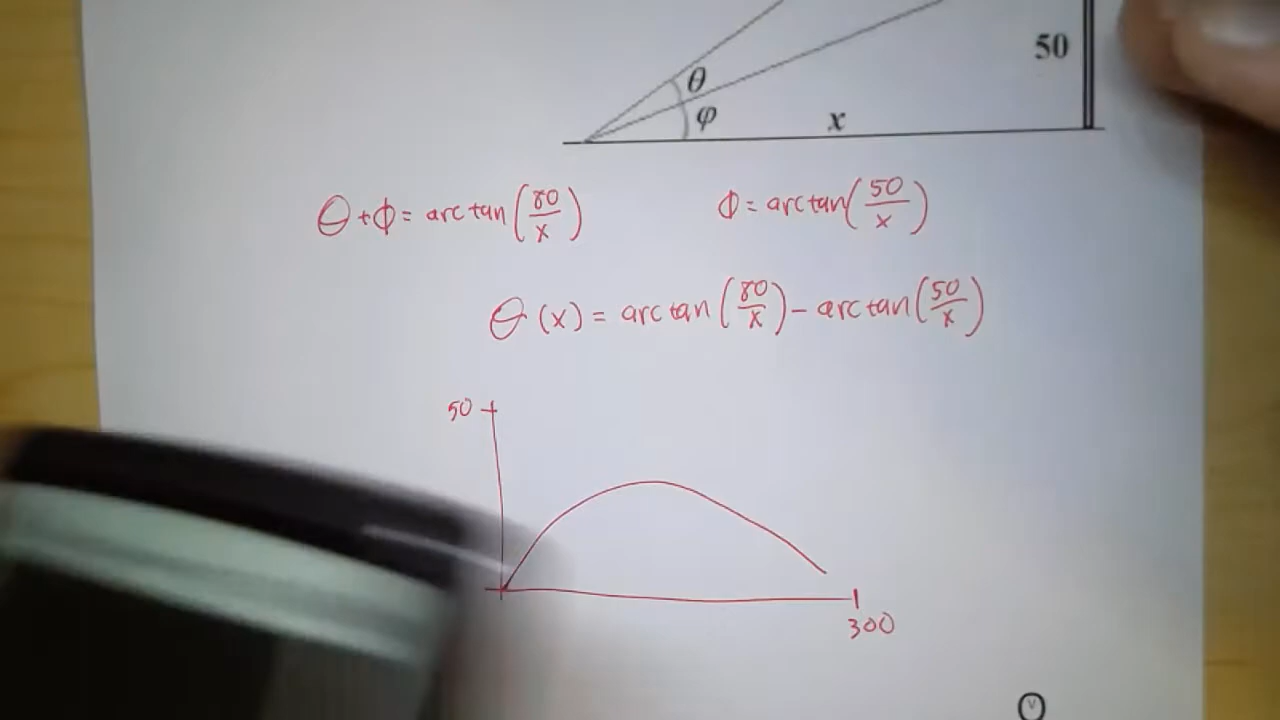 50
θ
φ
x
θ+ϕ= arctan(80/x) ϕ= arctan(50/x)
θ(x) = arctan(80/x) – arctan(50/x)
50
300